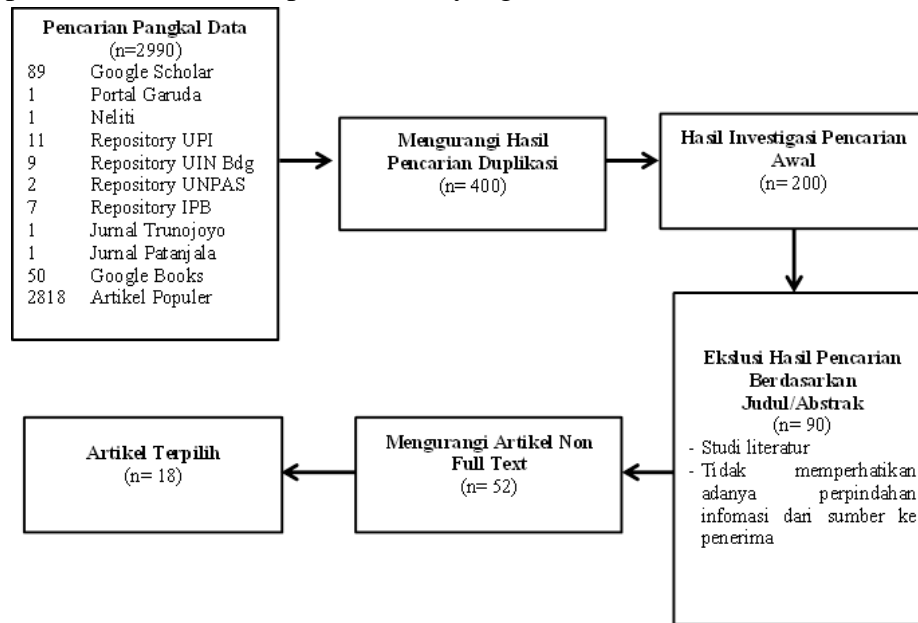 Pencarian Pangkal Data
(n=2990)
89 Google Scholar
1 Portal Garuda
1 Neliti
11 Repository UPI
9 Repository UIN Bdg
2 Repository UNPAS
7 Repository IPB
1 Jurnal Trunojoyo
1 Jurnal Patanjala
50 Google Books
2818 Artikel Populer
Mengurangi Hasil
Pencarian Duplikasi
(n= 400)
Hasil Investigasi Pencarian
Awal
(n= 200)
Ekslusi Hasil Pencarian
Berdasarkan
Judul/Abstrak
(n= 90)
- Studi literatur
- Tidak memperhatikan
adanya perpindahan
infomasi dari sumber ke
penerima
Mengurangi Artikel Non
Full Text
(n= 52)
Artikel Terpilih
(n= 18)